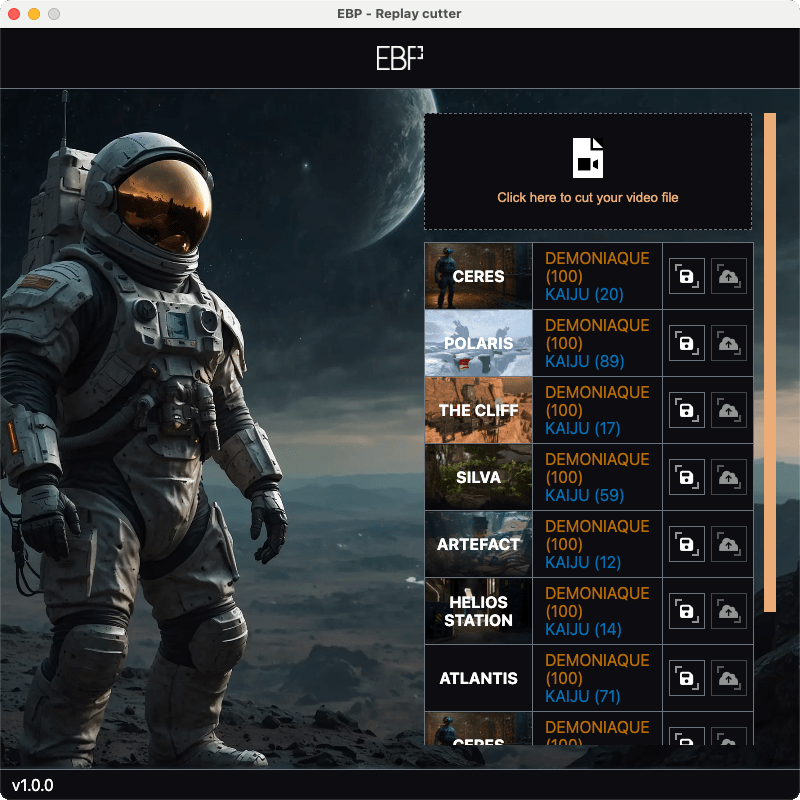 EBP - Replay cutter
EBP
Click here to cut your video file
CERES
DEMONIAQUE
(100)
KAIJU (20)
POLARIS
DEMONIAQUE
(100)
KAIJU (89)
THE CLIFF
DEMONIAQUE
(100)
KAIJU (17)
SILVA
DEMONIAQUE
(100)
KAIJU (59)
ARTEFACT
DEMONIAQUE
(100)
KAIJU (12)
HELIOS
STATION
DEMONIAQUE
(100)
KAIJU (14)
ATLANTIS
DEMONIAQUE
(100)
KAIJU (71)
CERES
DEMONIAQUE
(100)
v1.0.0